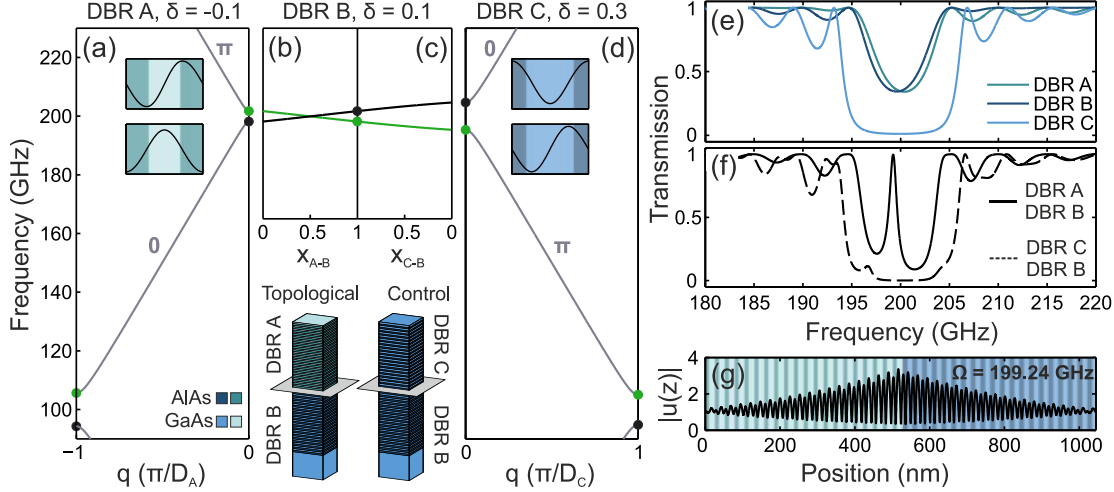 DBR A, δ = -0.1
DBR B, δ = 0.1
DBR C, δ = 0.3
(a)
π
(b)
(c)
(d)
0
0
π
Frequency (GHz)
220
200
180
160
140
120
100
−1
0
q (π/D_A)
AlAs
GaAs
0
0.5
1
0.5
0
x_A-B
x_C-B
Topological
Control
DBR A
DBR B
DBR C
DBR B
0
1
q (π/D_C)
(e)
1
0.5
0
DBR A
DBR B
DBR C
Transmission
(f)
1
0.5
0
DBR A
DBR B
DBR C
DBR B
180
185
190
195
200
205
210
215
220
Frequency (GHz)
(g)
Ω = 199.24 GHz
|u(z)|
4
2
0
0
200
400
600
800
1000
Position (nm)